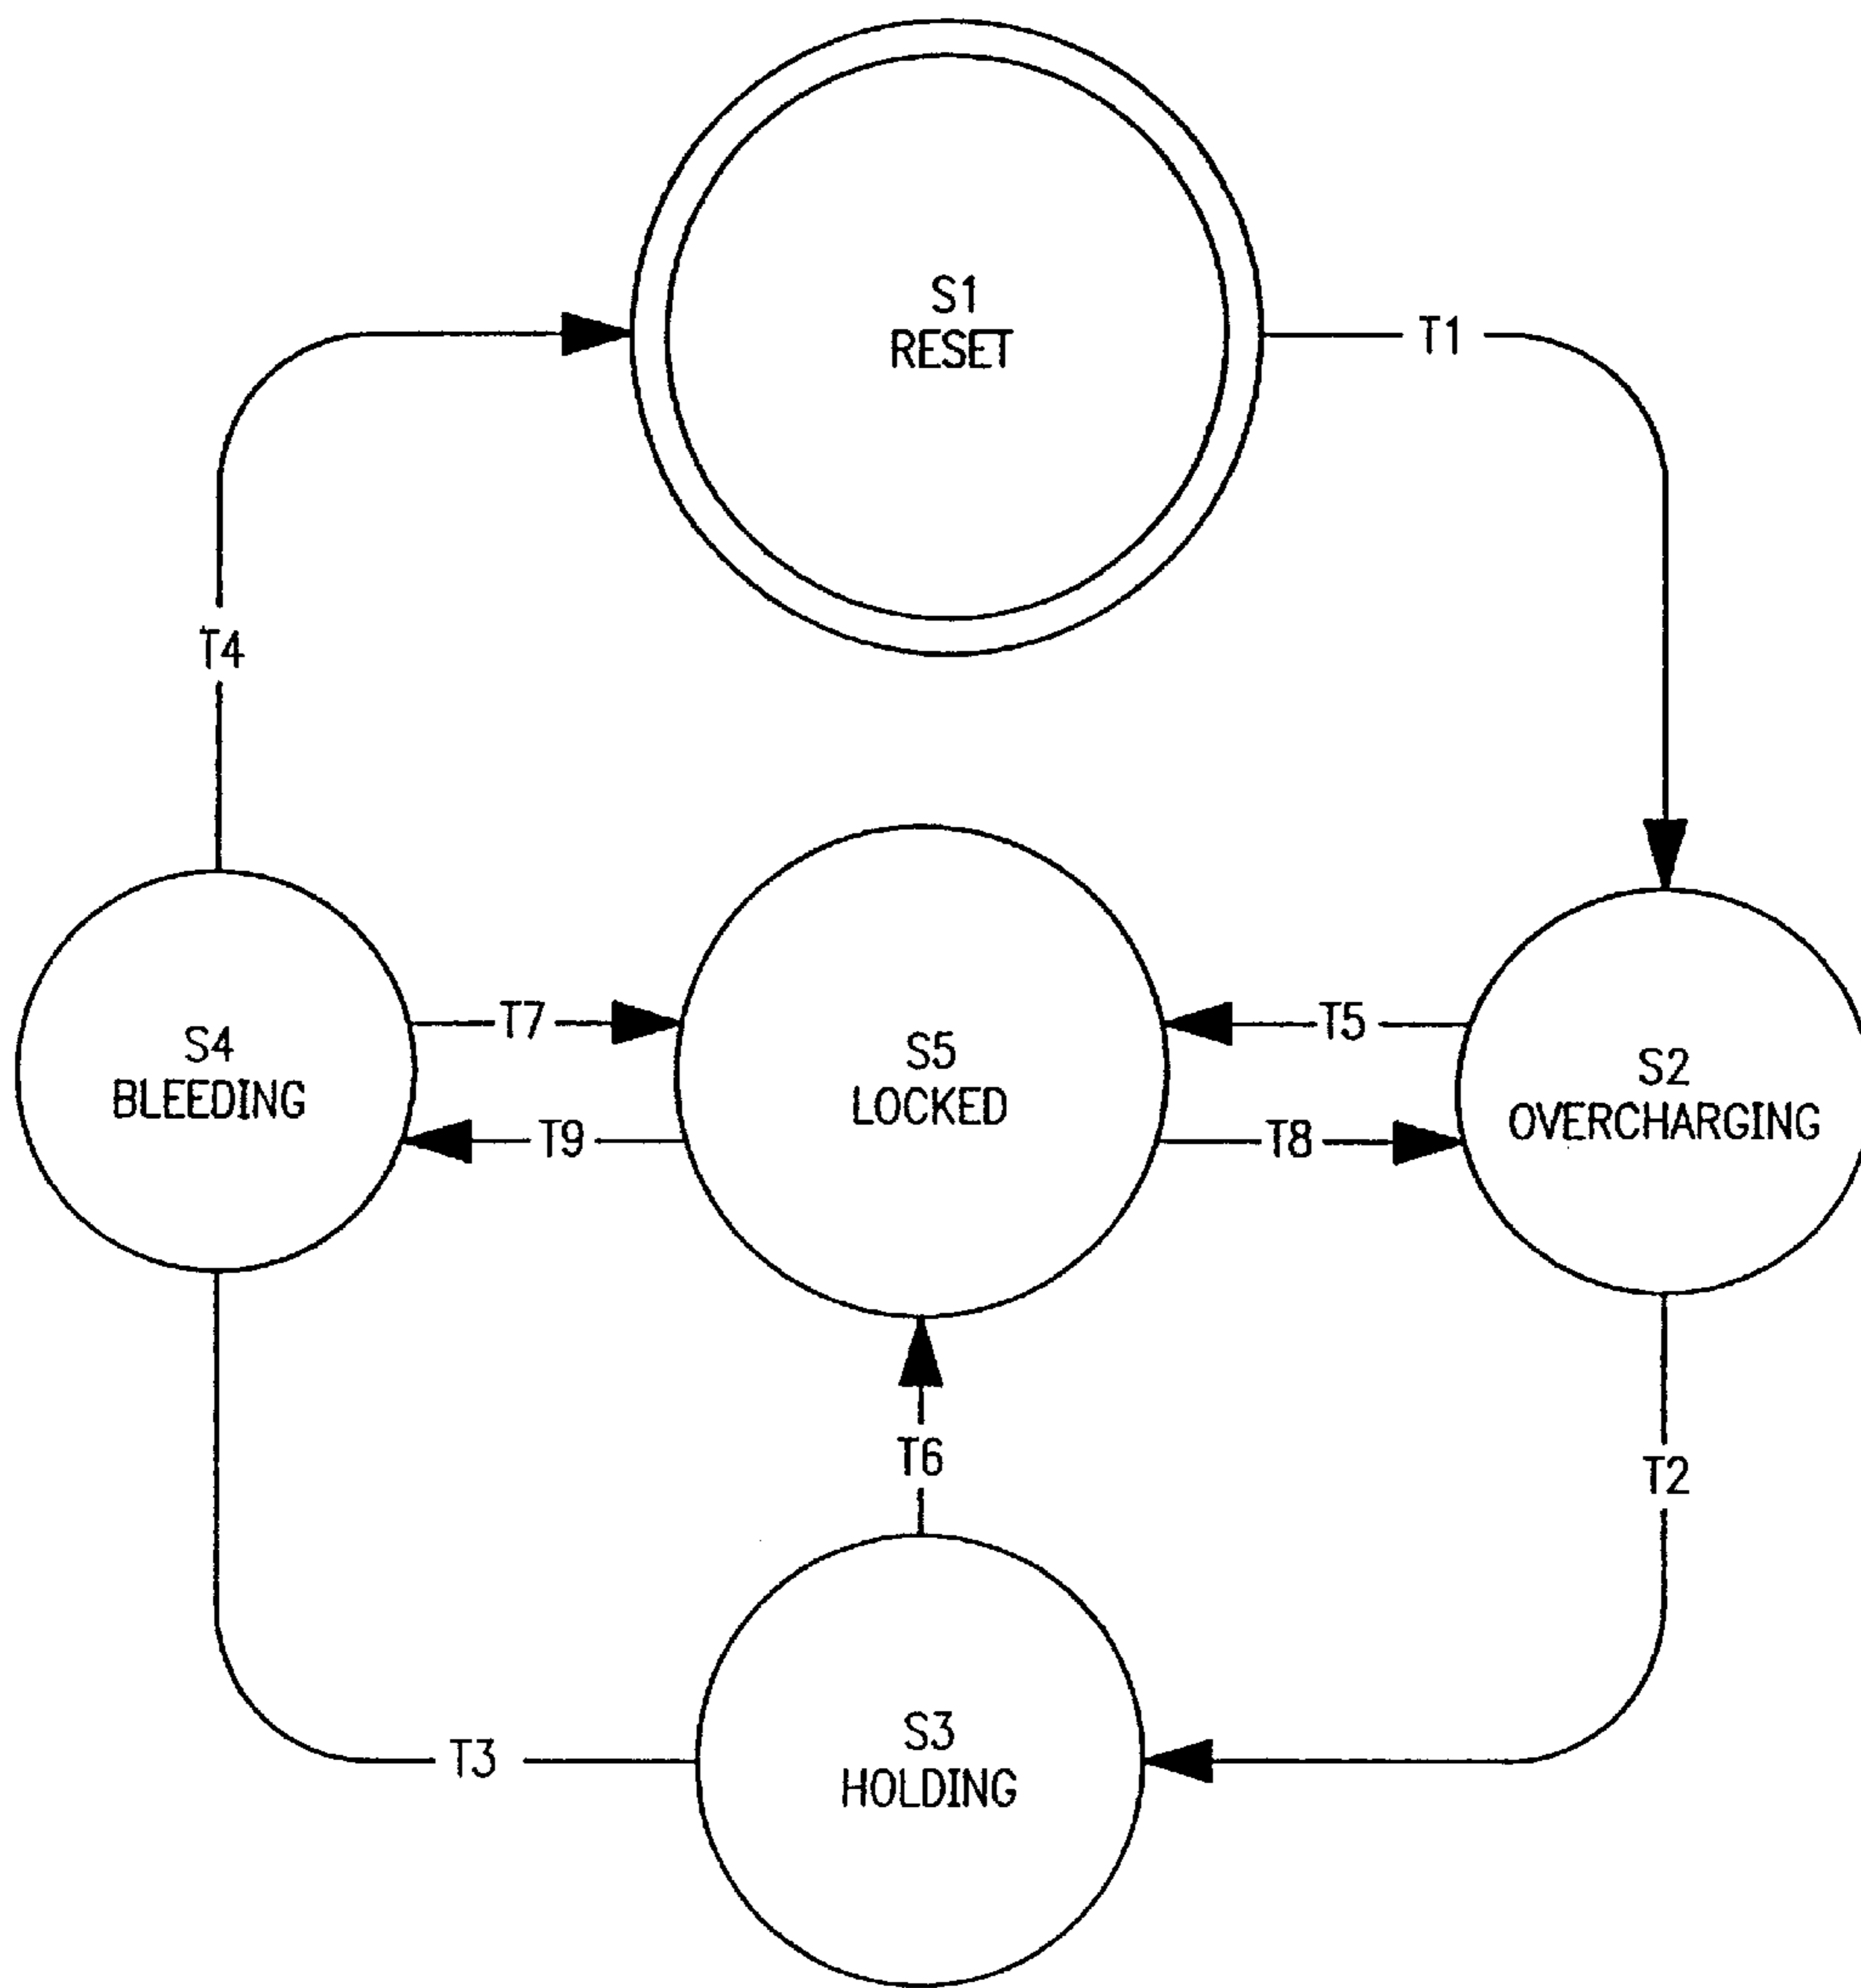 S1
RESET
T1
T4
T7
T5
S4
BLEEDING
S5
LOCKED
S2
OVERCHARGING
T9
T8
T6
T2
T3
S3
HOLDING